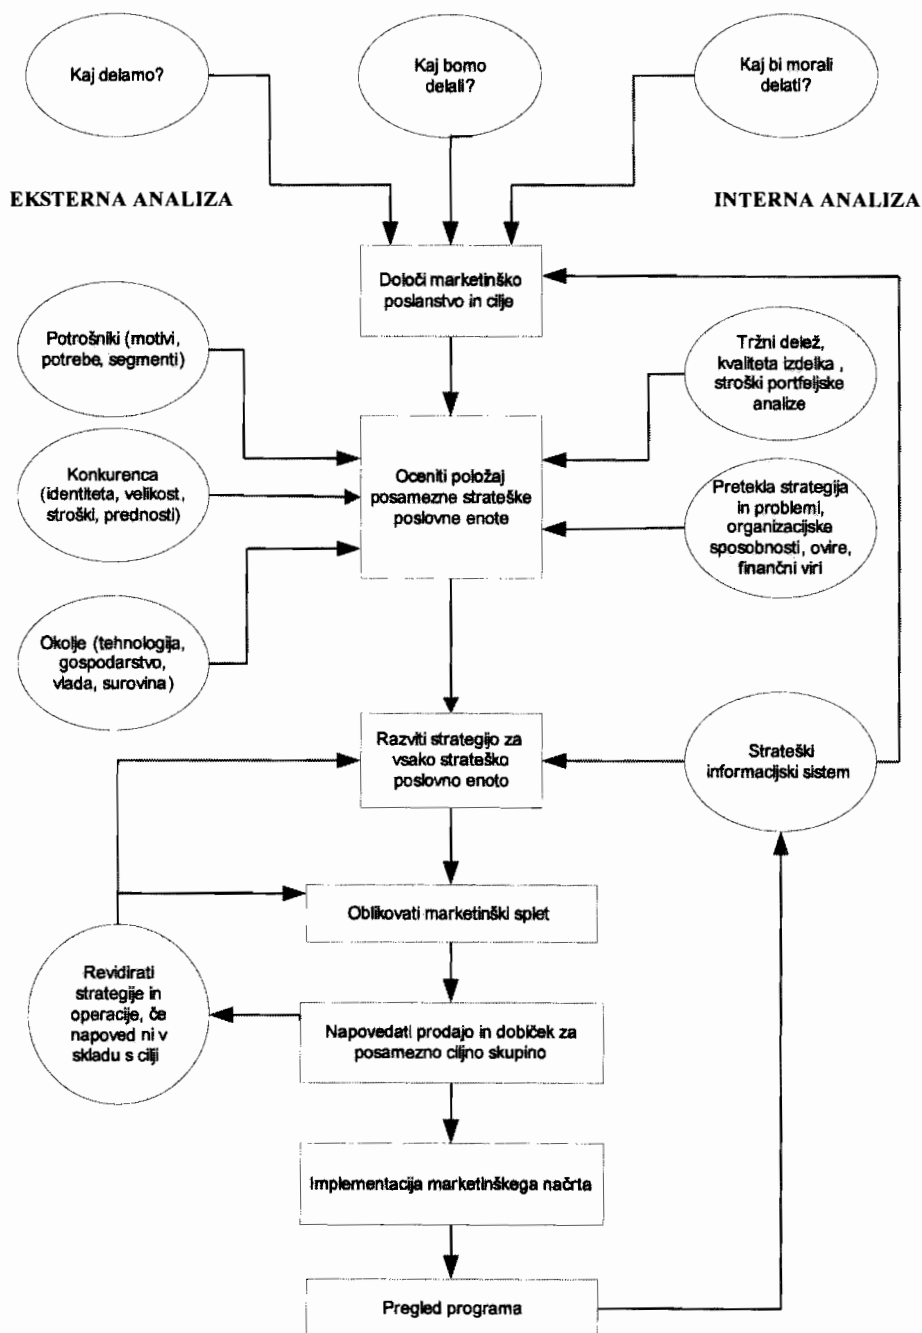 Kaj delamo?
Kaj bomo
delali?
Kaj bi morali
delati?
EKSTERNA ANALIZA
INTERNA ANALIZA
Določi marketinško
poslanstvo in cilje
Potrošniki (motivi,
potrebe, segmenti)
Tržni delež,
kvaliteta izdelka ,
stroški portfeljske
analize
Konkurenca
(identiteta, velikost,
stroški, prednosti)
Oceniti položaj
posamezne strateške
poslovne enote
Pretekla strategija
in problemi,
organizacijske
sposobnosti, ovire,
finančni viri
Okolje (tehnologija,
gospodarstvo,
vlada, surovina)
Razviti strategijo za
vsako strateško
poslovno enoto
Strateški
informacijski sistem
Oblikovati marketinški splet
Revidirati
strategije in
operacije, če
napoved ni v
skladu s cilji
Napovedati prodajo in dobiček za
posamezno ciljno skupino
Implementacija marketinškega načrta
Pregled programa